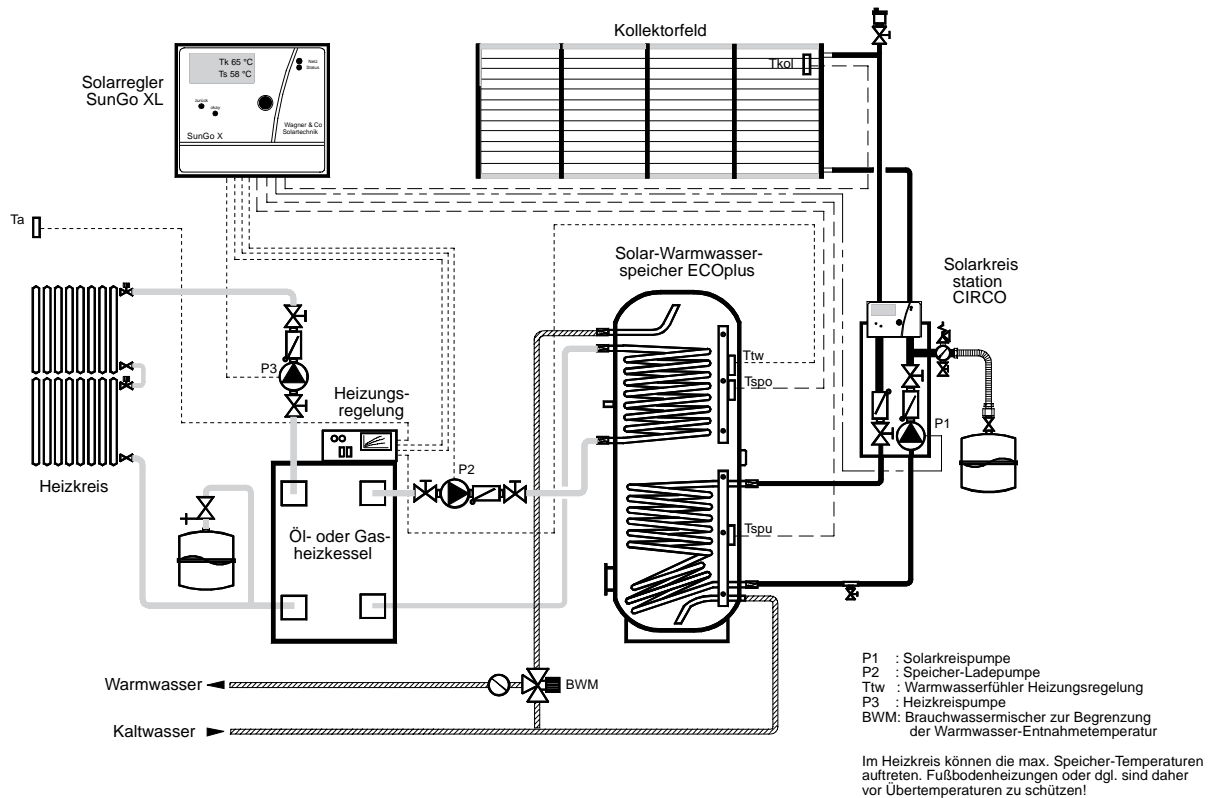 Kollektorfeld
Tkol
Solarregler
SunGo XL
Tk 65 °C
Ts 58 °C
Netz
Status
zurück
okay
Wagner & Co
Solartechnik
SunGo X
Ta
Solar-Warmwasser-
speicher ECOplus
Solarkreis
station
CIRCO
Ttw
Tspo
P3
Heizungs-
regelung
P1
P2
Heizkreis
Tspu
Öl- oder Gas-
heizkessel
Warmwasser
BWM
Kaltwasser
P1 : Solarkreispumpe
P2 : Speicher-Ladepumpe
Ttw : Warmwasserfühler Heizungsregelung
P3 : Heizkreispumpe
BWM: Brauchwassermischer zur Begrenzung
der Warmwasser-Entnahmetemperatur
Im Heizkreis können die max. Speicher-Temperaturen
auftreten. Fußbodenheizungen oder dgl. sind daher
vor Übertemperaturen zu schützen!